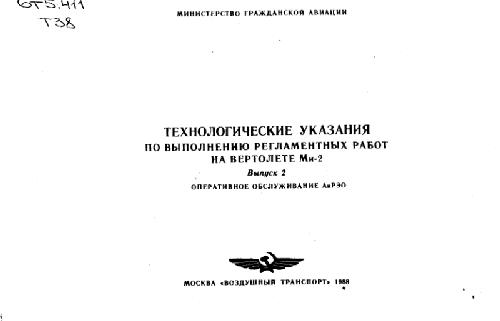 6Т5.411
Т38
МИНИСТЕРСТВО ГРАЖДАНСКОЙ АВИАЦИИ
ТЕХНОЛОГИЧЕСКИЕ УКАЗАНИЯ
ПО ВЫПОЛНЕНИЮ РЕГЛАМЕНТНЫХ РАБОТ
НА ВЕРТОЛЕТЕ Ми-2
Выпуск 2
ОПЕРАТИВНОЕ ОБСЛУЖИВАНИЕ АиРЭО
МОСКВА «ВОЗДУШНЫЙ ТРАНСПОРТ» 1988